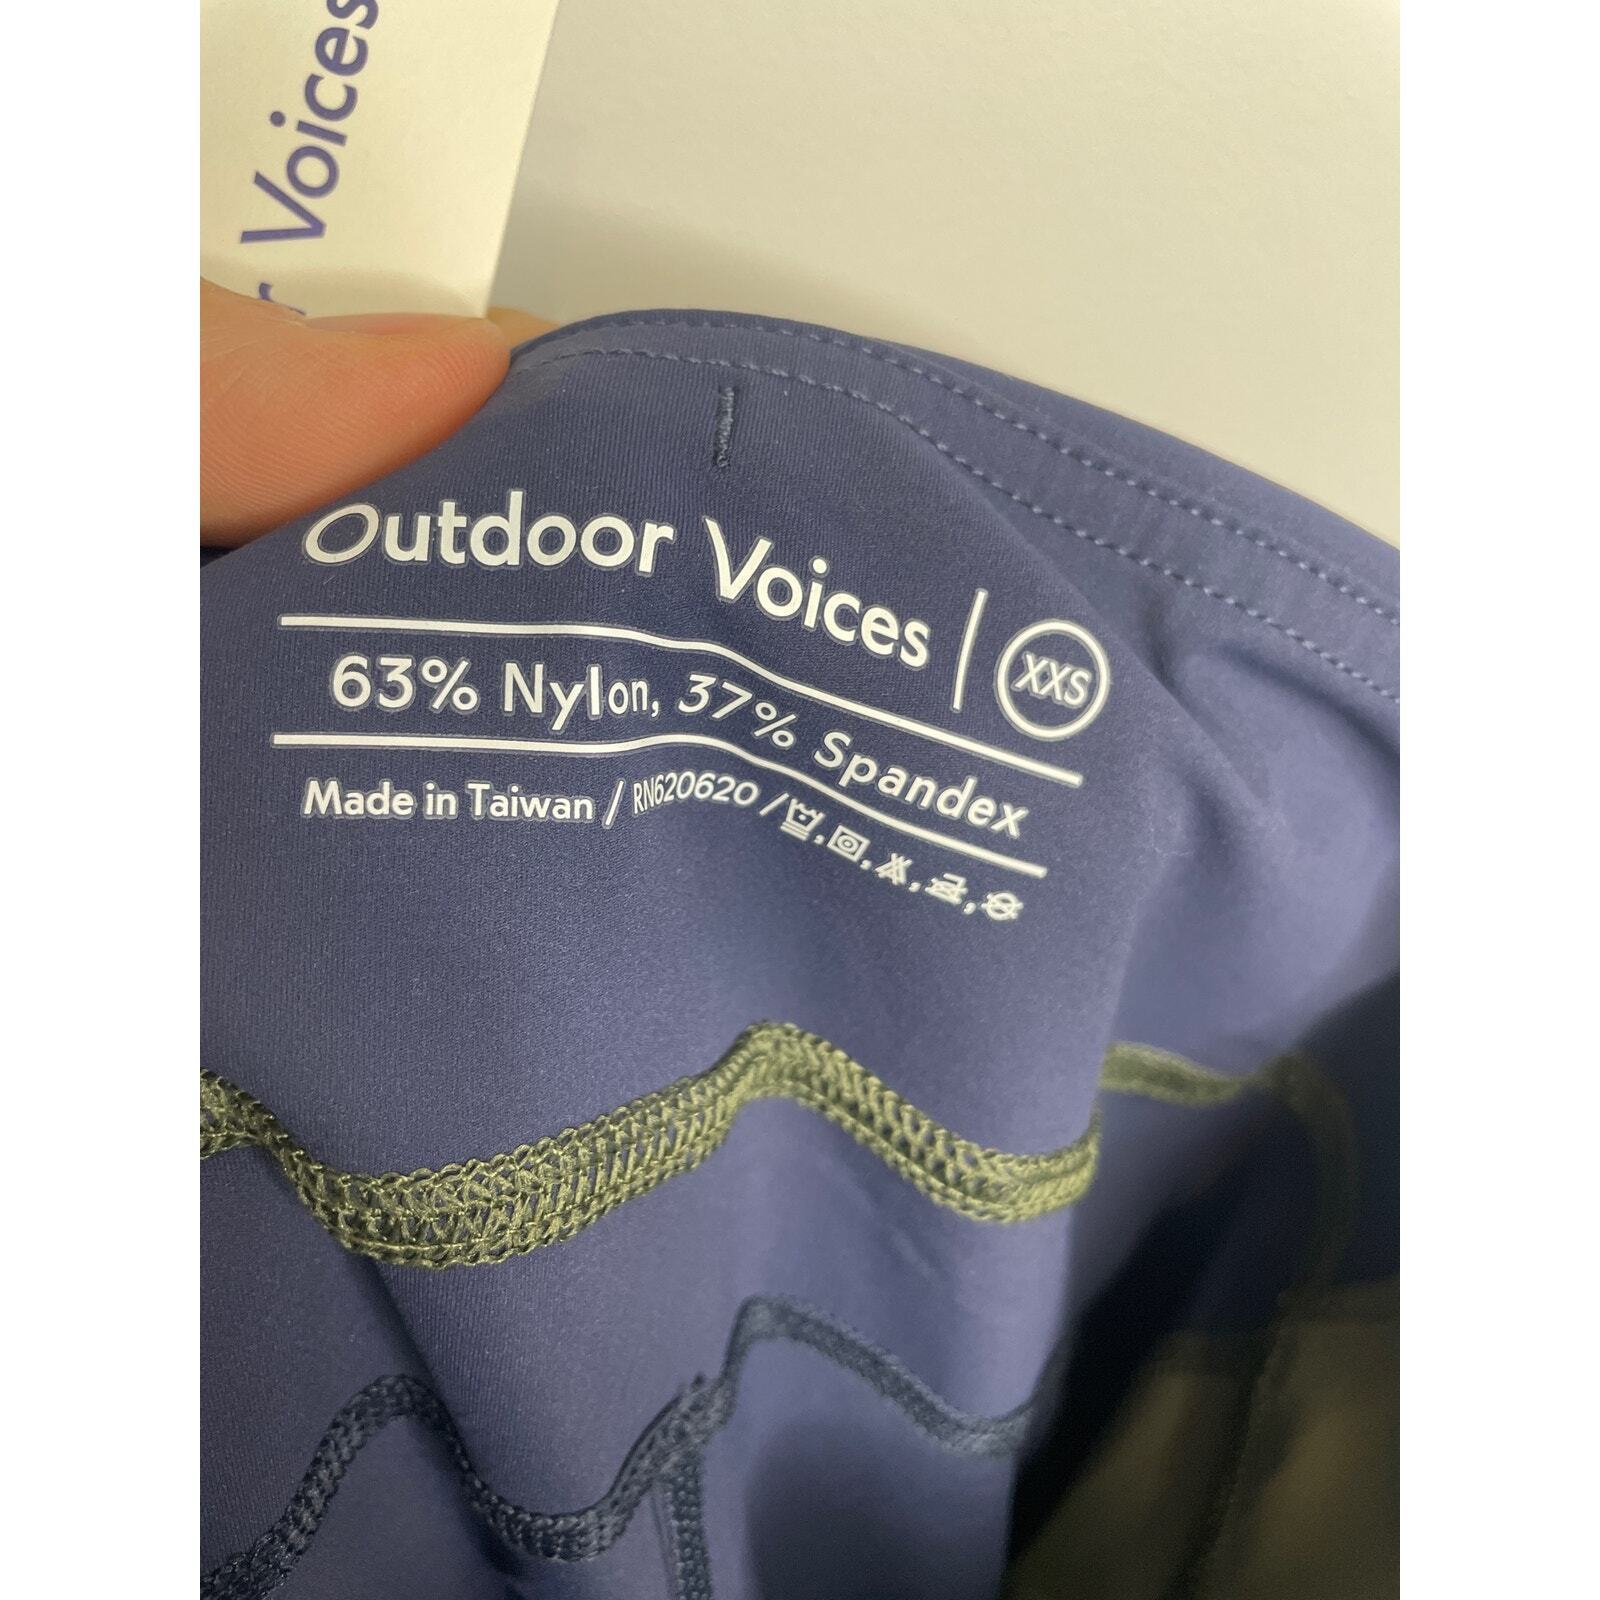 r Voices
Outdoor Voices | XXS
63% Nylon, 37% Spandex
Made in Taiwan / RN620620 /